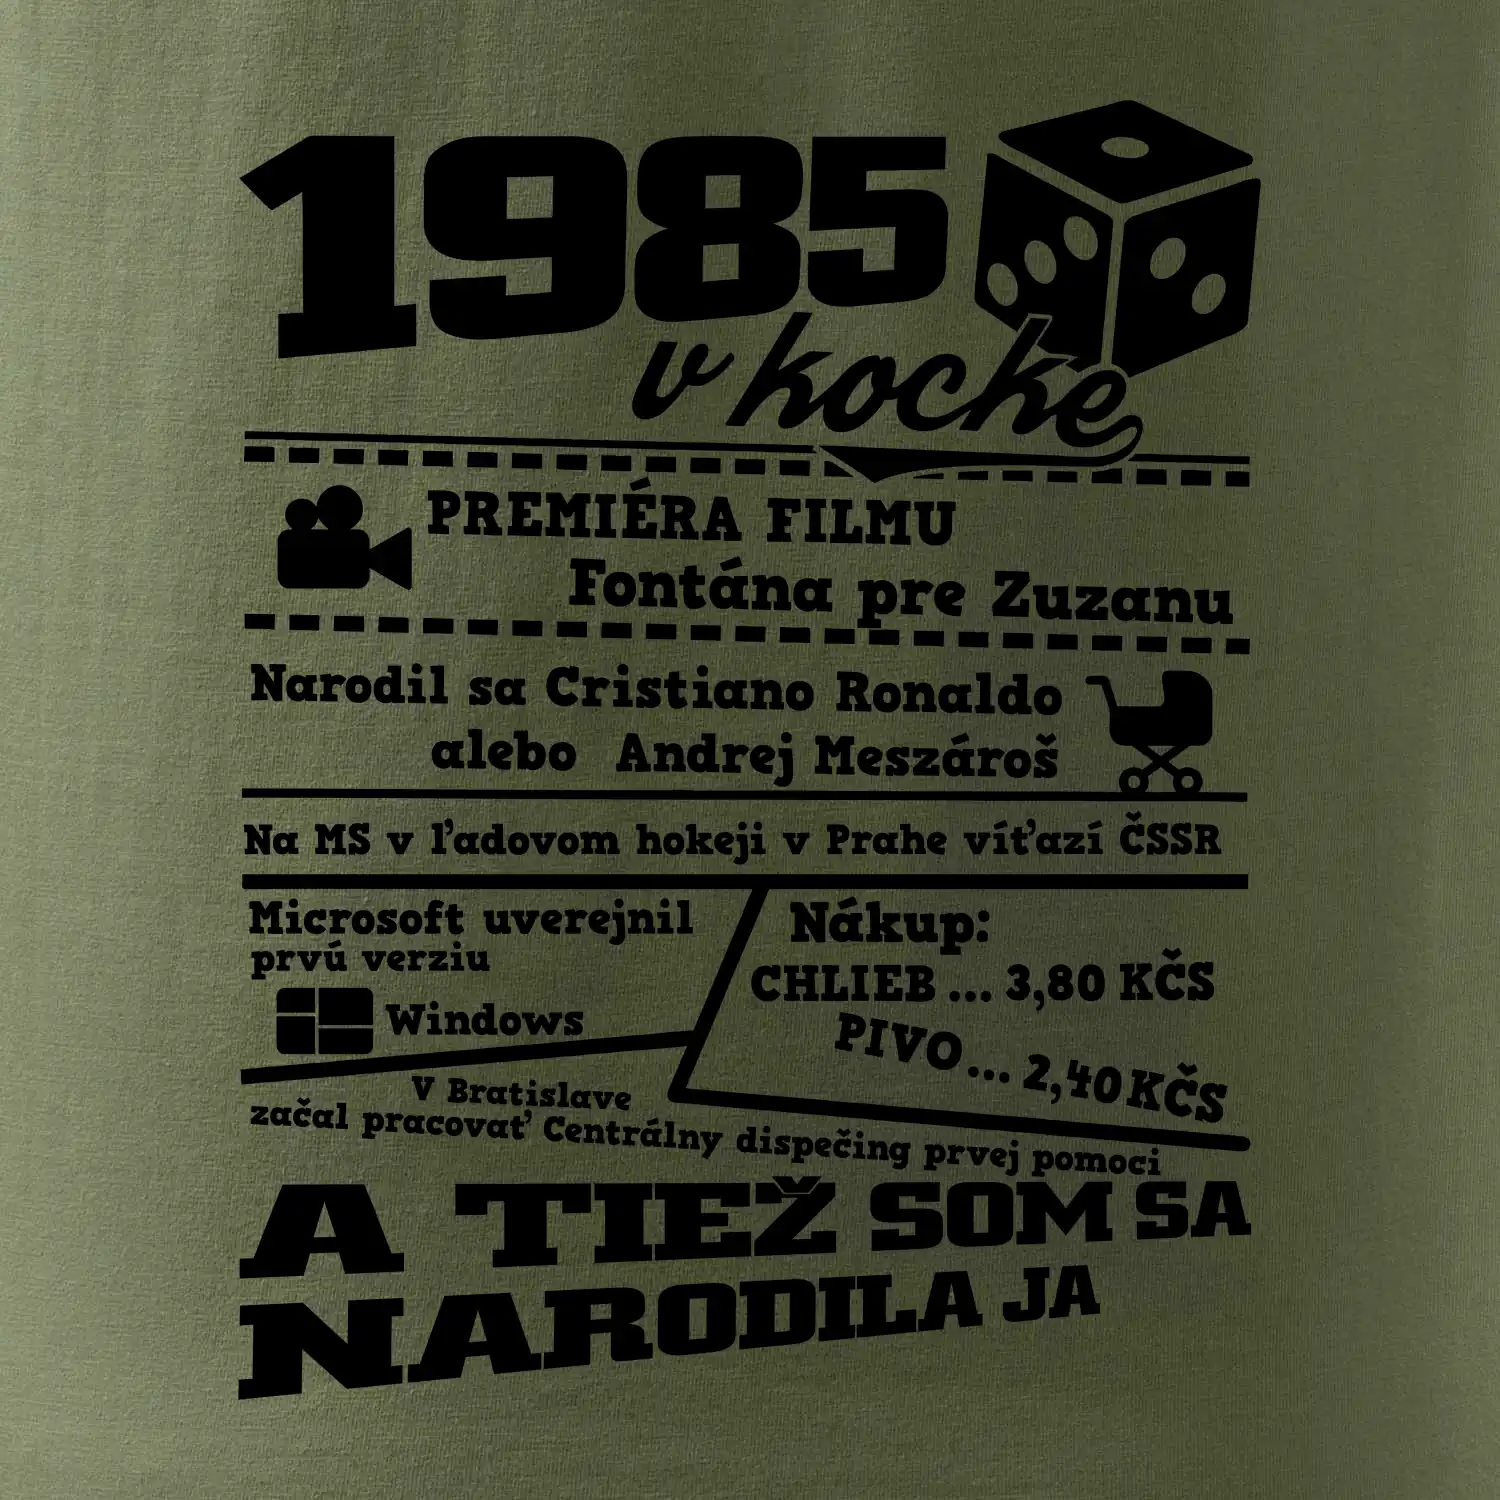 1985
v kocke
PREMIÉRA FILMU
Fontána pre Zuzanu
Narodil sa Cristiano Ronaldo
alebo Andrej Meszároš
Na MS v ľadovom hokeji v Prahe víťazí ČSSR
Microsoft uverejnil
prvú verziu
Windows
Nákup:
CHLIEB ... 3,80 KČS
PIVO ... 2,40 KČS
V Bratislave
začal pracovať Centrálny dispečing prvej pomoci
A TIEŽ SOM SA
NARODILA JA